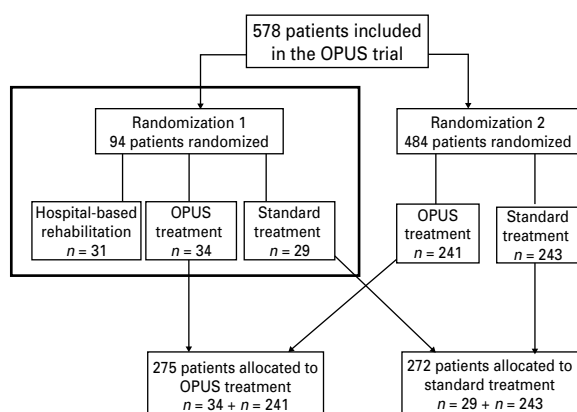 578 patients included
in the OPUS trial
Randomization 1
94 patients randomized
Randomization 2
484 patients randomized
Hospital-based
rehabilitation
n = 31
OPUS
treatment
n = 34
Standard
treatment
n = 29
OPUS
treatment
n = 241
Standard
treatment
n = 243
275 patients allocated to
OPUS treatment
n = 34 + n = 241
272 patients allocated to
standard treatment
n = 29 + n = 243